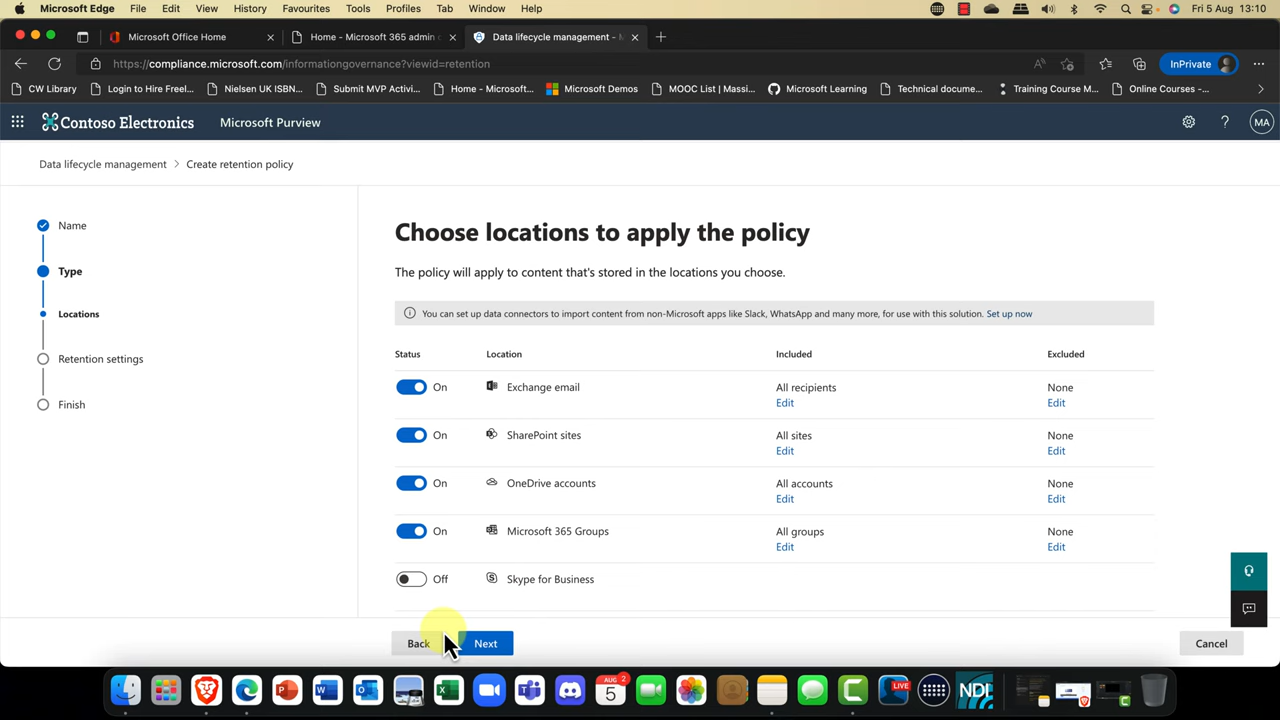 Microsoft Edge File Edit View History Favourites Tools Profiles Tab Window Help Fri 5 Aug 13:10
Microsoft Office Home Home - Microsoft 365 admin c Data lifecycle management -
https://compliance.microsoft.com/informationgovernance?viewid=retention InPrivate
CW Library Login to Hire Freel... Nielsen UK ISBN... Submit MVP Activi... Home - Microsoft... Microsoft Demos MOOC List | Massi... Microsoft Learning Technical docume... Training Course M... Online Courses -...
Contoso Electronics Microsoft Purview ? MA
Data lifecycle management > Create retention policy
Name
Type
Locations
Retention settings
Finish
Choose locations to apply the policy
The policy will apply to content that's stored in the locations you choose.
You can set up data connectors to import content from non-Microsoft apps like Slack, WhatsApp and many more, for use with this solution. Set up now
Status Location Included Excluded
On Exchange email All recipients None
Edit Edit
On SharePoint sites All sites None
Edit Edit
On OneDrive accounts All accounts None
Edit Edit
On Microsoft 365 Groups All groups None
Edit Edit
Off Skype for Business
Back Next Cancel
AUG 2
5
LIVE
NDI